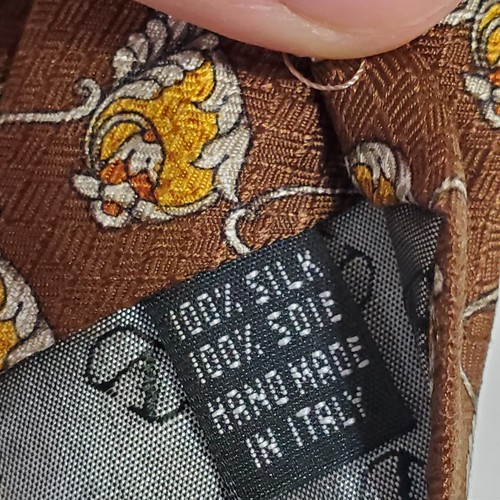 100% SILK
100% SOIE
HAND MADE
IN ITALY